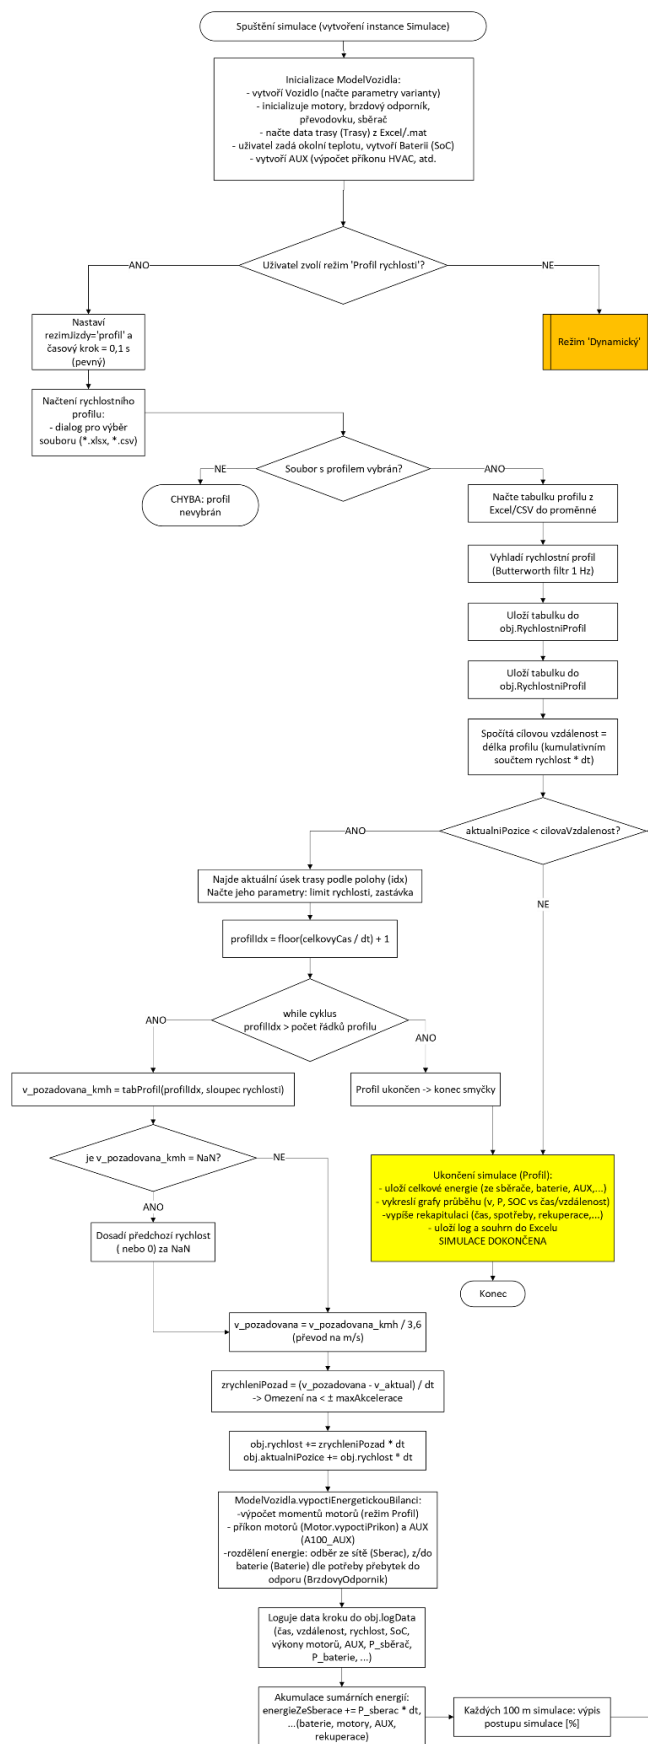 Spuštění simulace (vytvoření instance Simulace)
Inicializace ModelVozidla:
- vytvoří Vozidlo (načte parametry varianty)
- inicializuje motory, brzdový odporník,
převodovku, sběrač
- načte data trasy (Trasy) z Excel/.mat
- uživatel zadá okolní teplotu, vytvoří Baterii (SoC)
- vytvoří AUX (výpočet příkonu HVAC, atd.
Uživatel zvolí režim 'Profil rychlosti'?
ANO
NE
Nastaví
rezimJizdy='profil' a
časový krok = 0,1 s
(pevný)
Režim 'Dynamický'
Načtení rychlostního
profilu:
- dialog pro výběr
souboru (*.xlsx, *.csv)
Soubor s profilem vybrán?
NE
ANO
CHYBA: profil
nevybrán
Načte tabulku profilu z
Excel/CSV do proměnné
Vyhladí rychlostní profil
(Butterworth filtr 1 Hz)
Uloží tabulku do
obj.RychlostniProfil
Uloží tabulku do
obj.RychlostniProfil
Spočítá cílovou vzdálenost =
délka profilu (kumulativním
součtem rychlost * dt)
aktualniPozice < cilovaVzdalenost?
ANO
NE
Najde aktuální úsek trasy podle polohy (idx)
Načte jeho parametry: limit rychlosti, zastávka
profilIdx = floor(celkovyCas / dt) + 1
while cyklus
profilIdx > počet řádků profilu
ANO
ANO
v_pozadovana_kmh = tabProfil(profilIdx, sloupec rychlosti)
Profil ukončen -> konec smyčky
je v_pozadovana_kmh = NaN?
NE
ANO
Dosadí předchozí rychlost
( nebo 0) za NaN
Ukončení simulace (Profil):
- uloží celkové energie (ze sběrače, baterie, AUX,...)
- vykreslí grafy průběhu (v, P, SOC vs čas/vzdálenost)
-vypíše rekapitulaci (čas, spotřeby, rekuperace,...)
- uloží log a souhrn do Excelu
SIMULACE DOKONČENA
Konec
v_pozadovana = v_pozadovana_kmh / 3,6
(převod na m/s)
zrychleniPozad = (v_pozadovana - v_aktual) / dt
-> Omezení na < ± maxAkcelerace
obj.rychlost += zrychleniPozad * dt
obj.aktualniPozice += obj.rychlost * dt
ModelVozidla.vypoctiEnergetickouBilanci:
-výpočet momentů motorů (režim Profil)
– příkon motorů (Motor.vypoctiPrikon) a AUX
(A100_AUX)
-rozdělení energie: odběr ze sítě (Sberac), z/do
baterie (Baterie) dle potřeby přebytek do
odporu (BrzdovyOdpornik)
Loguje data kroku do obj.logData
(čas, vzdálenost, rychlost, SoC,
výkony motorů, AUX, P_sběrač,
P_baterie, ...)
Akumulace sumárních energií:
energieZeSberace += P_sberac * dt,
...(baterie, motory, AUX,
rekuperace)
Každých 100 m simulace: výpis
postupu simulace [%]